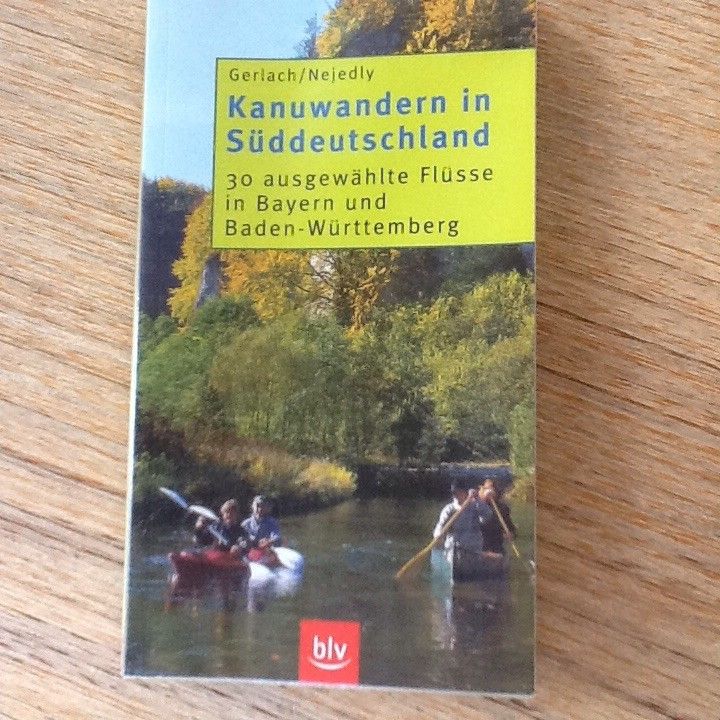 Gerlach/Nejedly
Kanuwandern in
Süddeutschland
30 ausgewählte Flüsse
in Bayern und
Baden-Württemberg
blv